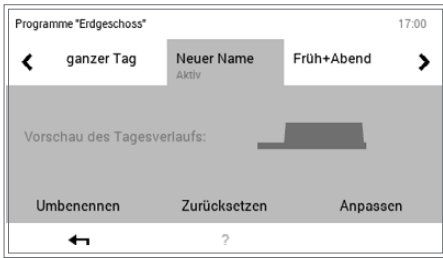 Programme "Erdgeschoss" 17:00
ganzer Tag Neuer Name Früh+Abend
Aktiv
Vorschau des Tagesverlaufs:
Umbenennen Zurücksetzen Anpassen
?